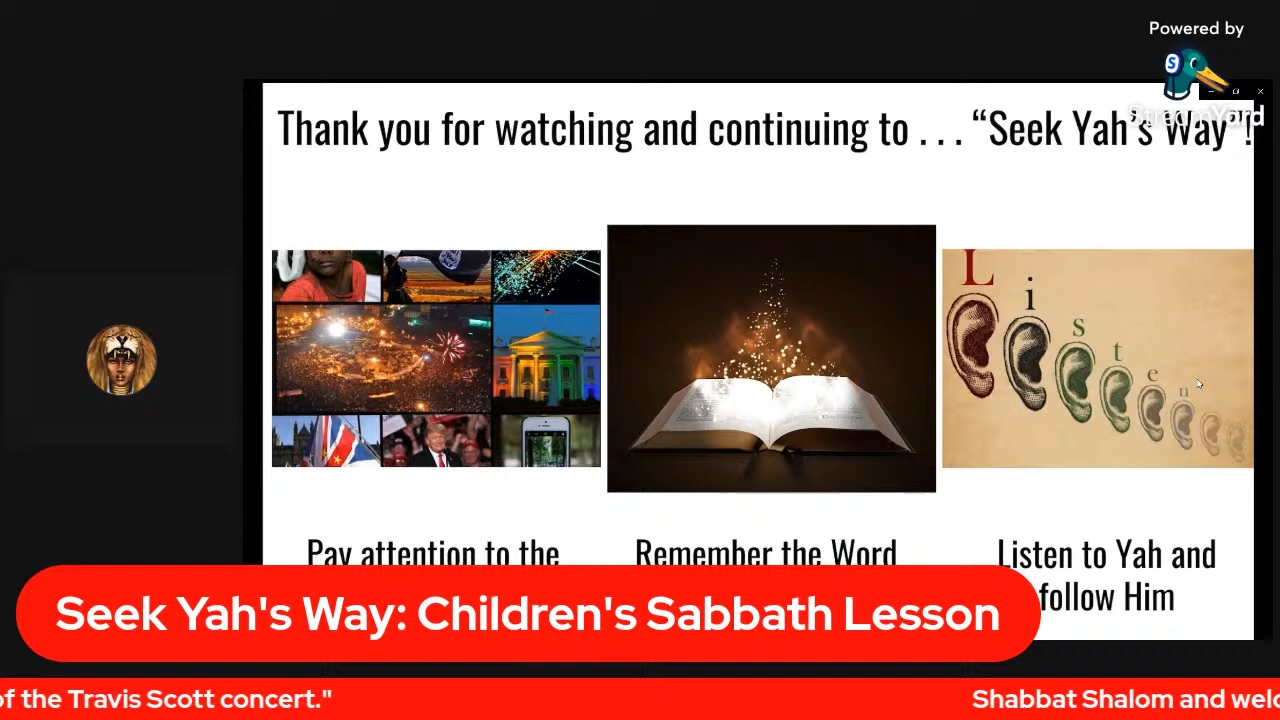 Powered by
StreamYard
Thank you for watching and continuing to . . . “Seek Yah's Way"!
L
i
s
t
e
n
Pay attention to the
Remember the Word
Listen to Yah and
follow Him
Seek Yah's Way: Children's Sabbath Lesson
of the Travis Scott concert."
Shabbat Shalom and welc